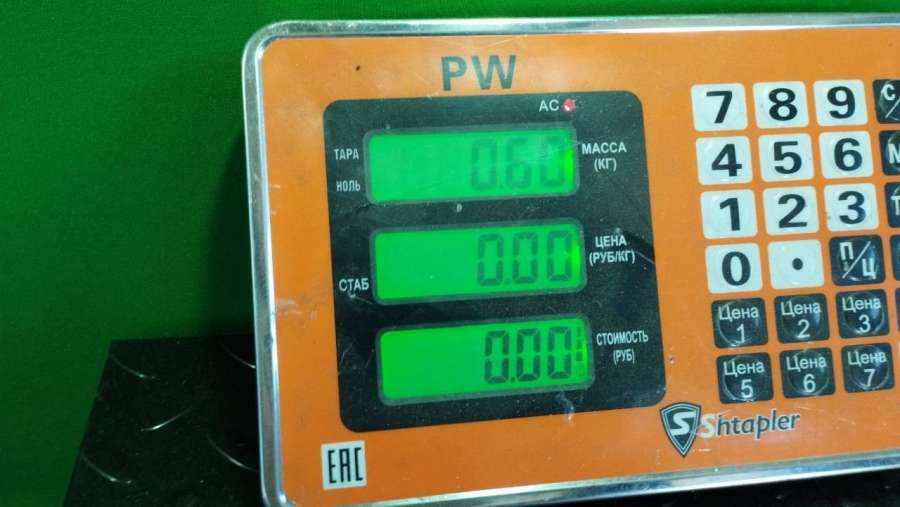 PW
AC
ТАРА
НОЛЬ
0.60
МАССА
(КГ)
СТАБ
0.00
ЦЕНА
(РУБ/КГ)
0.00
СТОИМОСТЬ
(РУБ)
Shtapler
EAC
7 8 9
4 5 6
1 2 3
0 . П/Ц
Цена 1 Цена 2 Цена 3
Цена 5 Цена 6 Цена 7